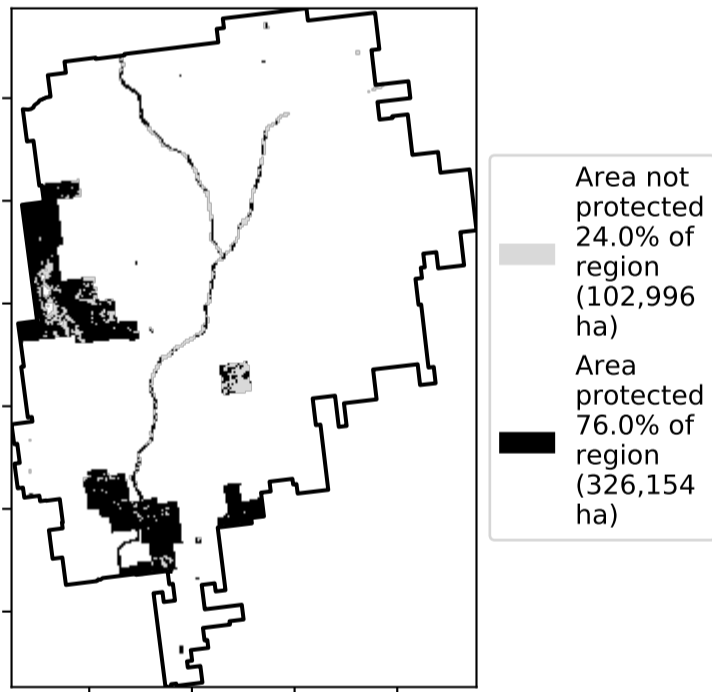 Area not
protected
24.0% of
region
(102,996
ha)
Area
protected
76.0% of
region
(326,154
ha)